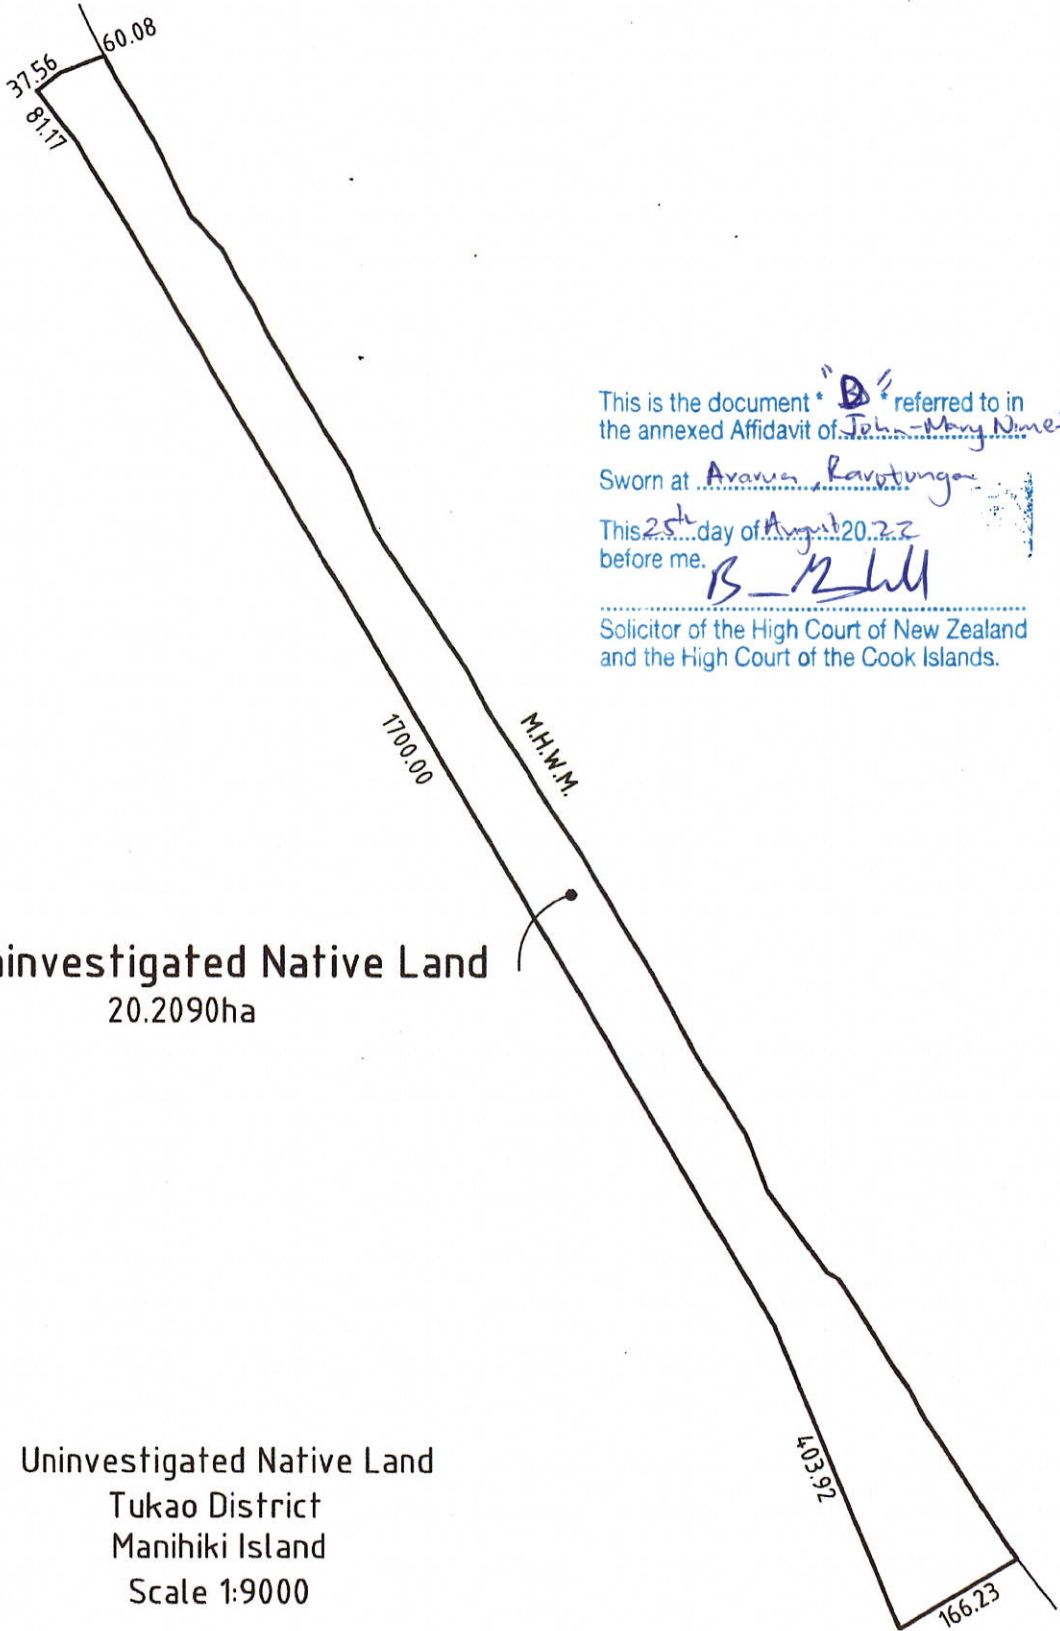 60.08
37.56
81.17
This is the document " B " referred to in
the annexed Affidavit of John-Mary
Sworn at Avarua, Rarotonga
This 25th day of August 2022
before me.
Solicitor of the High Court of New Zealand
and the High Court of the Cook Islands.
1700.00
M.H.W.M.
ninvestigated Native Land
20.2090ha
403.92
Uninvestigated Native Land
Tukao District
Manihiki Island
Scale 1:9000
166.23